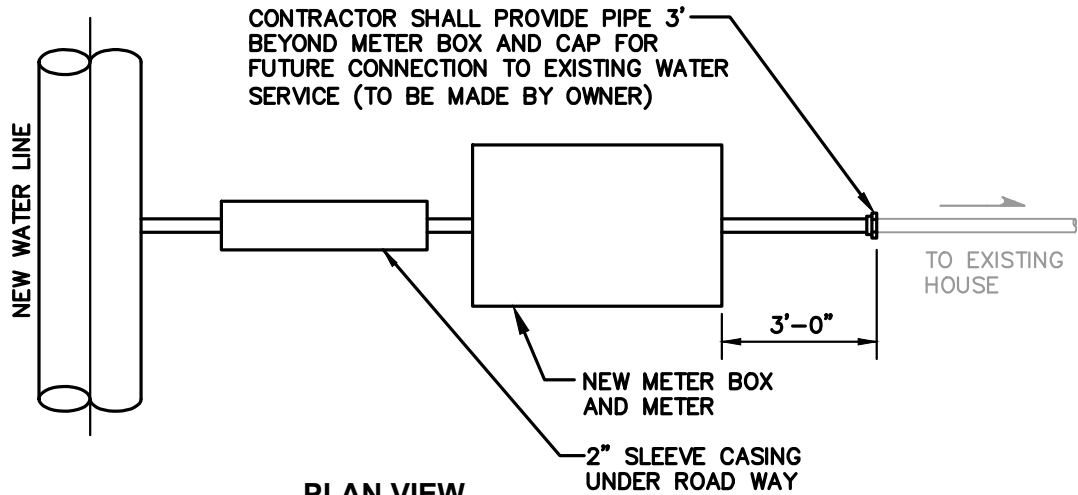 CONTRACTOR SHALL PROVIDE PIPE 3'
BEYOND METER BOX AND CAP FOR
FUTURE CONNECTION TO EXISTING WATER
SERVICE (TO BE MADE BY OWNER)
NEW WATER LINE
TO EXISTING
HOUSE
3'-0"
NEW METER BOX
AND METER
2" SLEEVE CASING
UNDER ROAD WAY
PLAN VIEW